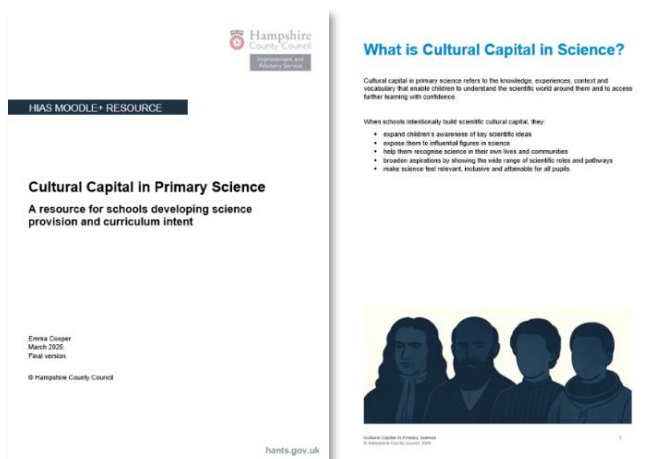 Hampshire
County Council
Improvement and
Advisory Service
HIAS MOODLE+ RESOURCE
Cultural Capital in Primary Science
A resource for schools developing science
provision and curriculum intent
Emma Cooper
March 2026
Final version
© Hampshire County Council
hants.gov.uk
What is Cultural Capital in Science?
Cultural capital in primary science refers to the knowledge, experiences, context and
vocabulary that enable children to understand the scientific world around them and to access
further learning with confidence.
When schools intentionally build scientific cultural capital, they:
• expand children's awareness of key scientific ideas
• expose them to influential figures in science
• help them recognise science in their own lives and communities
• broaden aspirations by showing the wide range of scientific roles and pathways
• make science feel relevant, inclusive and attainable for all pupils.
Cultural Capital in Primary Science
© Hampshire County Council